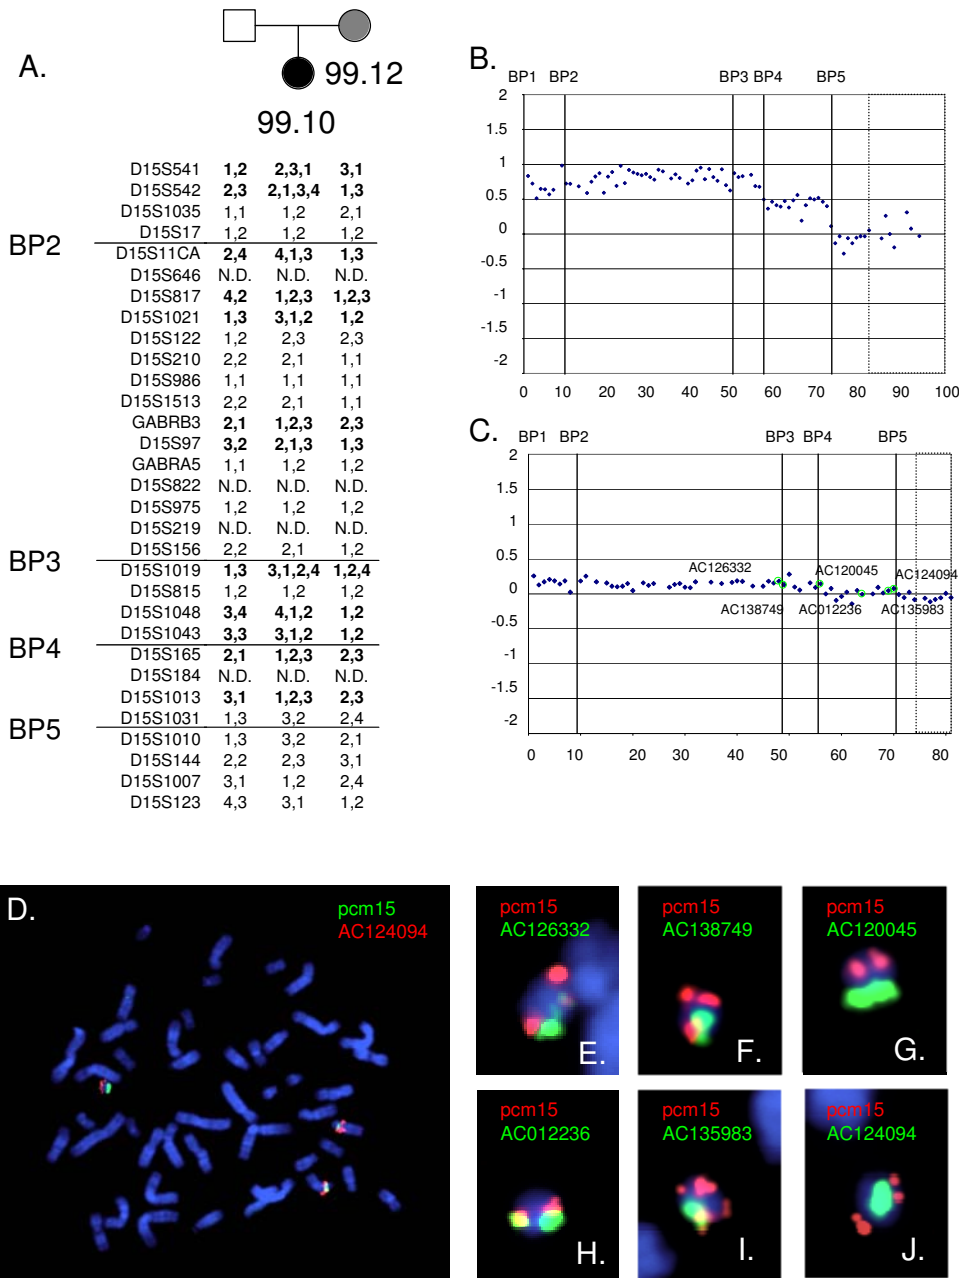 A.
99.12
99.10
D15S541 1,2 2,3,1 3,1
D15S542 2,3 2,1,3,4 1,3
D15S1035 1,1 1,2 2,1
D15S17 1,2 1,2 1,2
BP2
D15S11CA 2,4 4,1,3 1,3
D15S646 N.D. N.D. N.D.
D15S817 4,2 1,2,3 1,2,3
D15S1021 1,3 3,1,2 1,2
D15S122 1,2 2,3 2,3
D15S210 2,2 2,1 1,1
D15S986 1,1 1,1 1,1
D15S1513 2,2 2,1 1,1
GABRB3 2,1 1,2,3 2,3
D15S97 3,2 2,1,3 1,3
GABRA5 1,1 1,2 1,2
D15S822 N.D. N.D. N.D.
D15S975 1,2 1,2 1,2
D15S219 N.D. N.D. N.D.
D15S156 2,2 2,1 1,2
BP3
D15S1019 1,3 3,1,2,4 1,2,4
D15S815 1,2 1,2 1,2
D15S1048 3,4 4,1,2 1,2
D15S1043 3,3 3,1,2 1,2
BP4
D15S165 2,1 1,2,3 2,3
D15S184 N.D. N.D. N.D.
D15S1013 3,1 1,2,3 2,3
D15S1031 1,3 3,2 2,4
BP5
D15S1010 1,3 3,2 2,1
D15S144 2,2 2,3 3,1
D15S1007 3,1 1,2 2,4
D15S123 4,3 3,1 1,2
B.
BP1 BP2 BP3 BP4 BP5
2
1.5
1
0.5
0
-0.5
-1
-1.5
-2
0 10 20 30 40 50 60 70 80 90 100
C.
BP1 BP2 BP3 BP4 BP5
2
1.5
1
0.5
0
-0.5
-1
-1.5
-2
AC126332 AC120045 AC124094
AC138749 AC012236 AC135983
0 10 20 30 40 50 60 70 80
D.
pcm15
AC124094
pcm15
AC126332
E.
pcm15
AC138749
F.
pcm15
AC120045
G.
pcm15
AC012236
H.
pcm15
AC135983
I.
pcm15
AC124094
J.